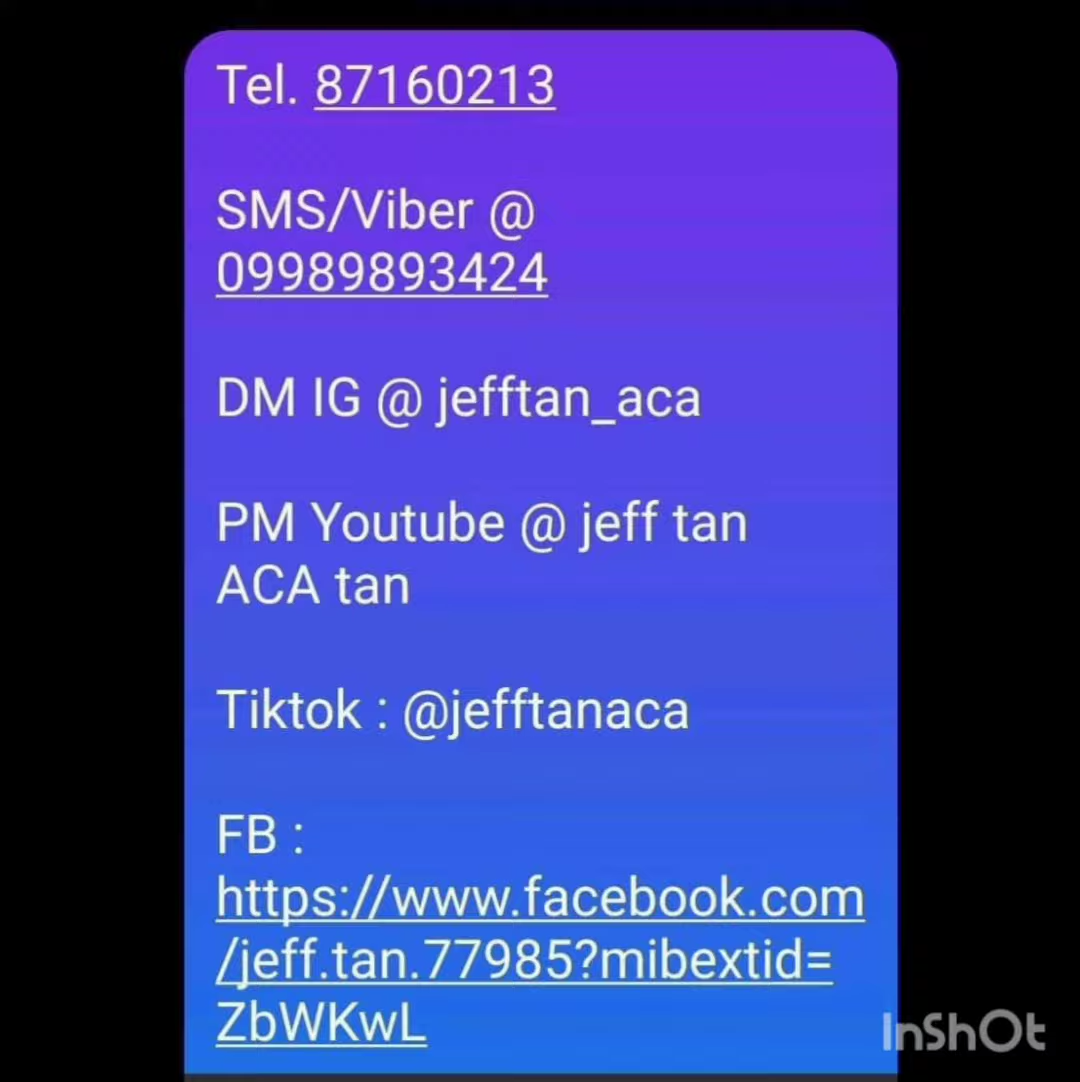 Tel. 87160213
SMS/Viber @
09989893424
DM IG @ jefftan_aca
PM Youtube @ jeff tan
ACA tan
Tiktok : @jefftanaca
FB :
https://www.facebook.com
/jeff.tan.77985?mibextid=
ZbWKwL
InShOt